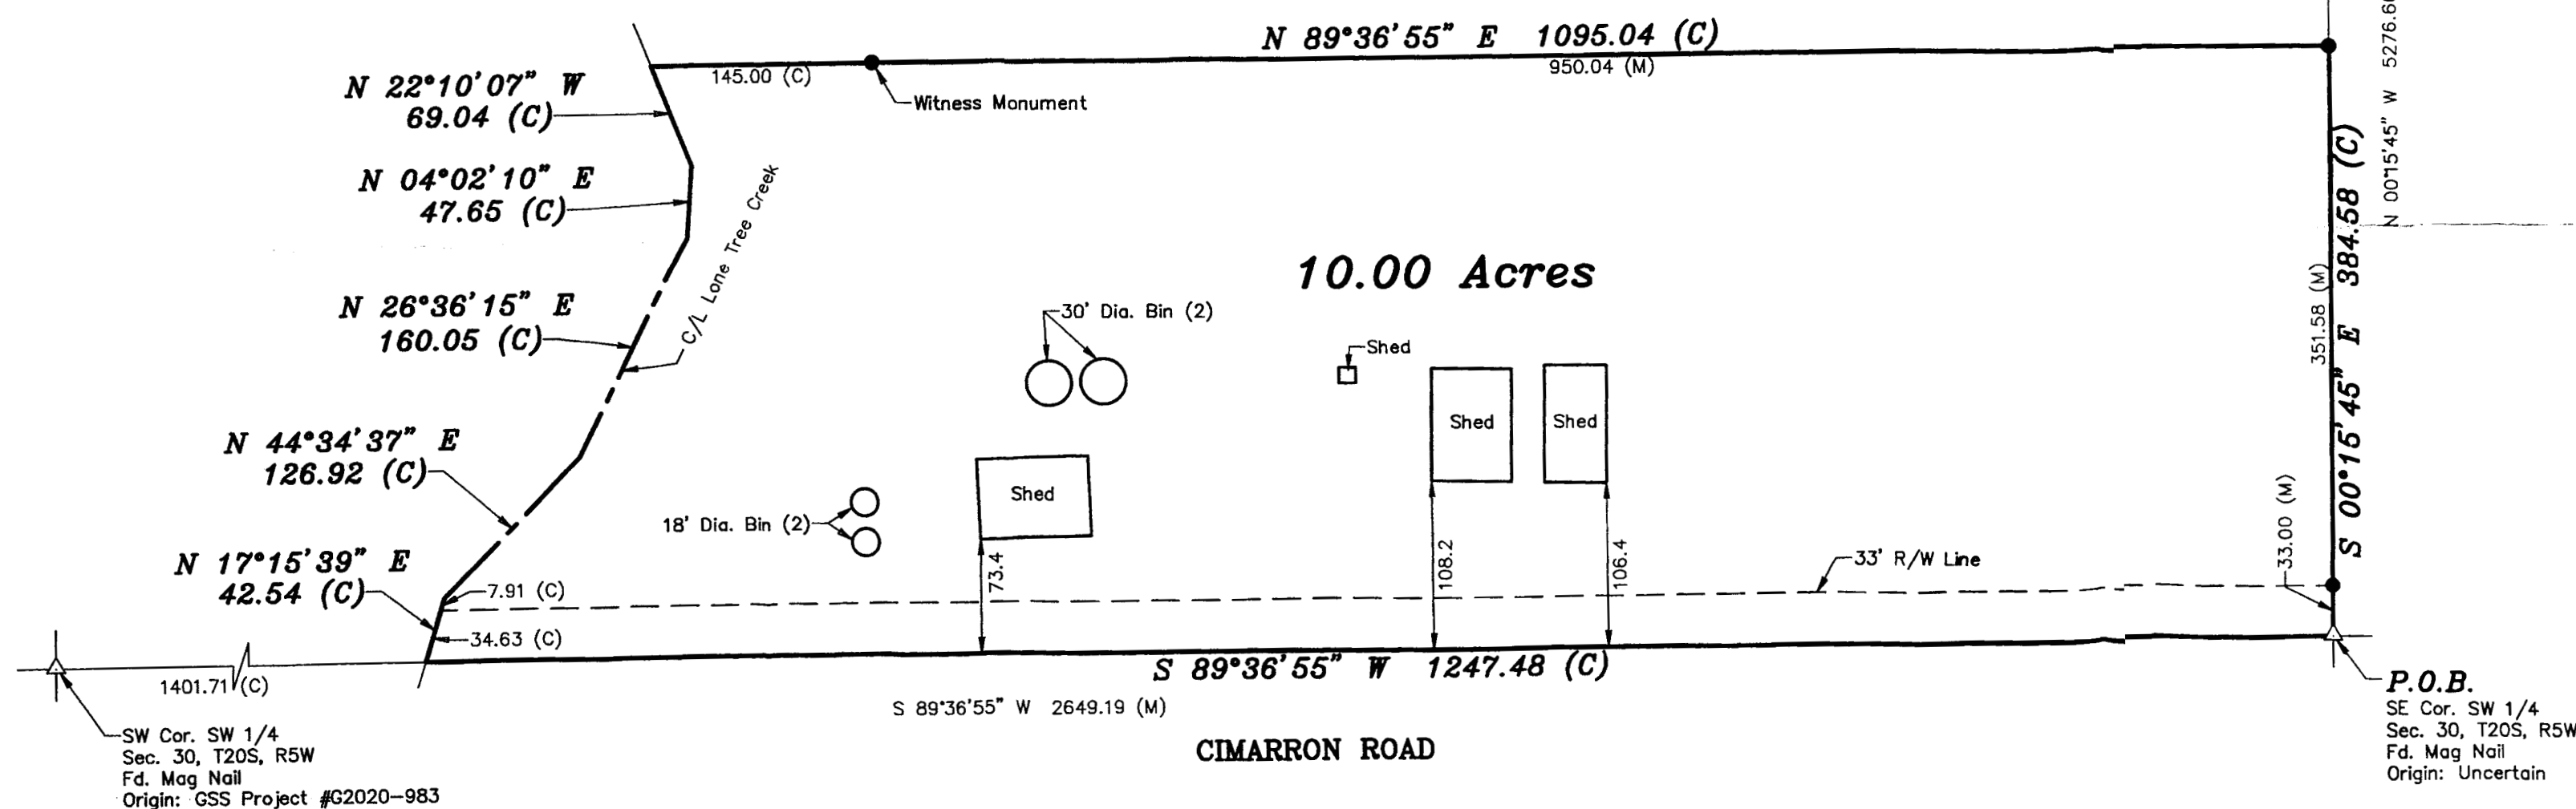 N 89°36'55" E 1095.04 (C)
145.00 (C)
950.04 (M)
Witness Monument
N 22°10'07" W
69.04 (C)
N 04°02'10" E
47.65 (C)
C/L Lone Tree Creek
N 26°36'15" E
160.05 (C)
N 44°34'37" E
126.92 (C)
N 17°15'39" E
42.54 (C)
7.91 (C)
34.63 (C)
10.00 Acres
30' Dia. Bin (2)
Shed
Shed
Shed
Shed
18' Dia. Bin (2)
73.4
108.2
106.4
33' R/W Line
33.00 (M)
351.58 (M)
S 00°15'45" E 384.58 (C)
N 00°15'45" W 5276.60
1401.71 (C)
S 89°36'55" W 1247.48 (C)
S 89°36'55" W 2649.19 (M)
CIMARRON ROAD
SW Cor. SW 1/4
Sec. 30, T20S, R5W
Fd. Mag Nail
Origin: GSS Project #G2020-983
P.O.B.
SE Cor. SW 1/4
Sec. 30, T20S, R5W
Fd. Mag Nail
Origin: Uncertain